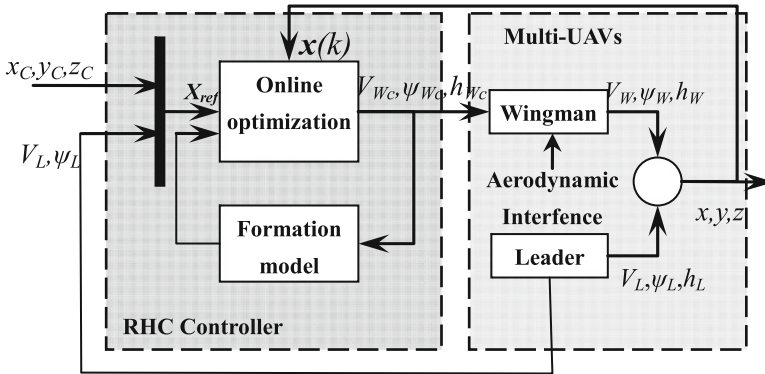 x(k)
Multi-UAVs
x_C,y_C,z_C
X_ref
Online
optimization
V_Wc,ψ_Wc,h_Wc
Wingman
V_W,ψ_W,h_W
V_L,ψ_L
Aerodynamic
Interfence
x,y,z
Formation
model
Leader
V_L,ψ_L,h_L
RHC Controller